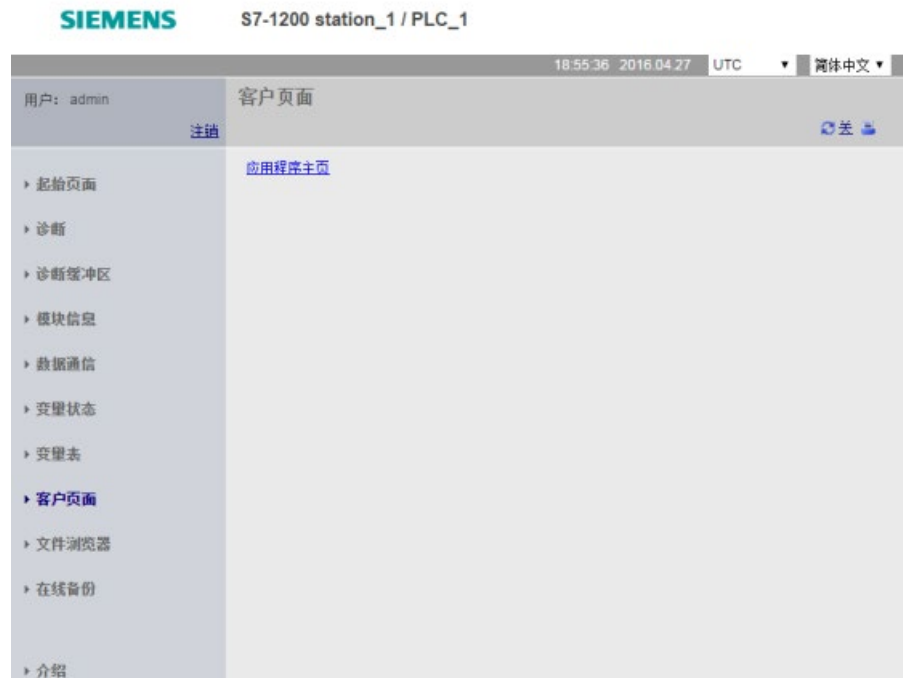 SIEMENS S7-1200 station_1 / PLC_1
18:55:36 2016.04.27 UTC 简体中文
用户: admin
注销
客户页面
关
应用程序主页
起始页面
诊断
诊断缓冲区
模块信息
数据通信
变量状态
变量表
客户页面
文件浏览器
在线备份
介绍